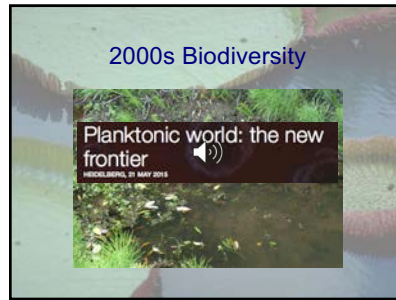 2000s Biodiversity
Planktonic world: the new
frontier
HEIDELBERG, 21 MAY 2015